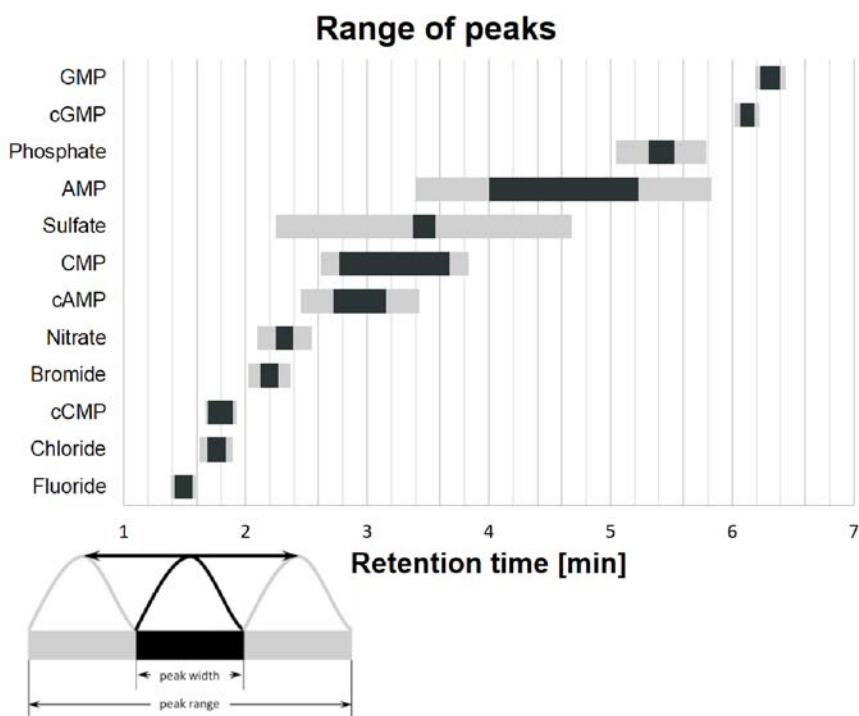 Range of peaks
GMP
cGMP
Phosphate
AMP
Sulfate
CMP
cAMP
Nitrate
Bromide
cCMP
Chloride
Fluoride
1 2 3 4 5 6 7
Retention time [min]
peak width
peak range